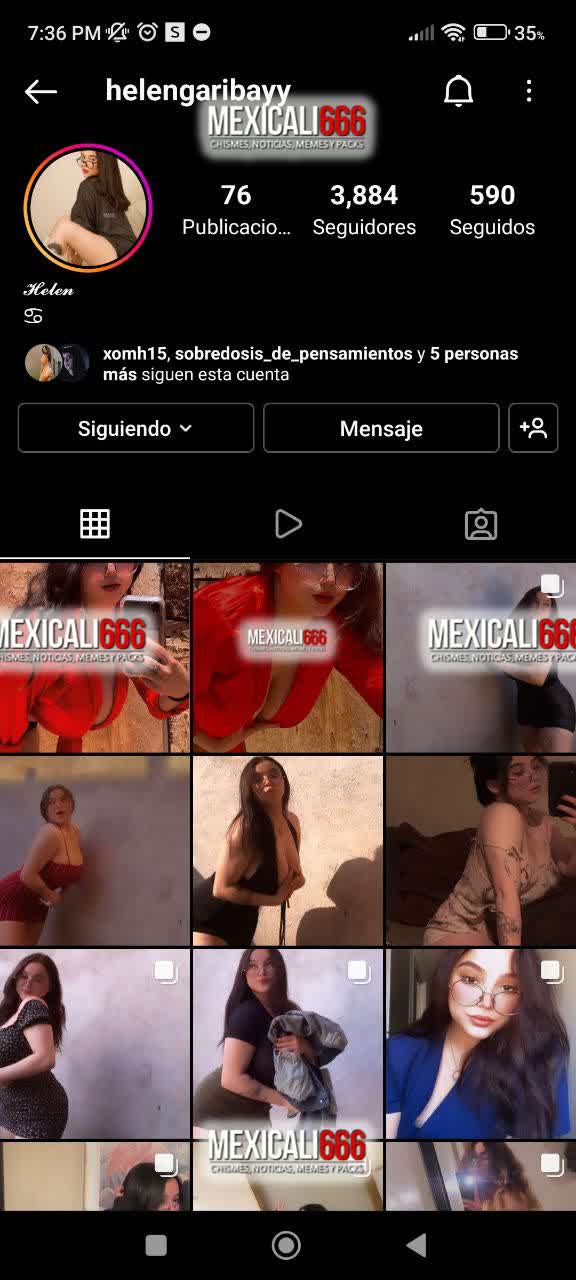 7:36 PM
S
35%
helengaribayy
MEXICALI666
CHISMES, NOTICIAS, MEMES Y PACKS
76
3,884
590
Publicacio...
Seguidores
Seguidos
𝓗𝓮𝓵𝓮𝓷
♋︎
xomh15, sobredosis_de_pensamientos y 5 personas
más siguen esta cuenta
Siguiendo
Mensaje
MEXICALI666
CHISMES, NOTICIAS, MEMES Y PACKS
MEXICALI666
MEXICALI666
CHISMES, NOTICIAS, MEMES Y PACKS
MEXICALI666
CHISMES, NOTICIAS, MEMES Y PACKS